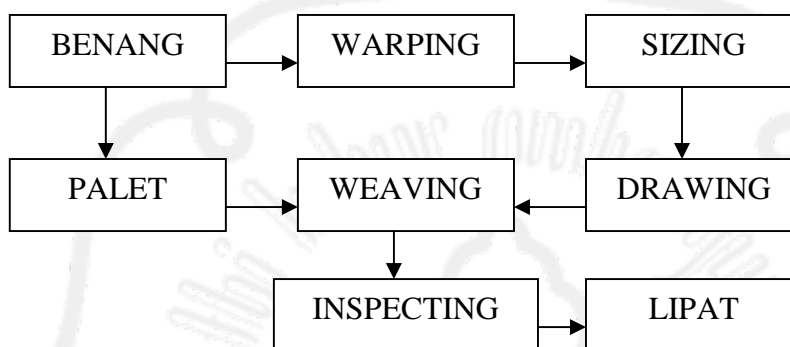 BENANG
WARPING
SIZING
PALET
WEAVING
DRAWING
INSPECTING
LIPAT